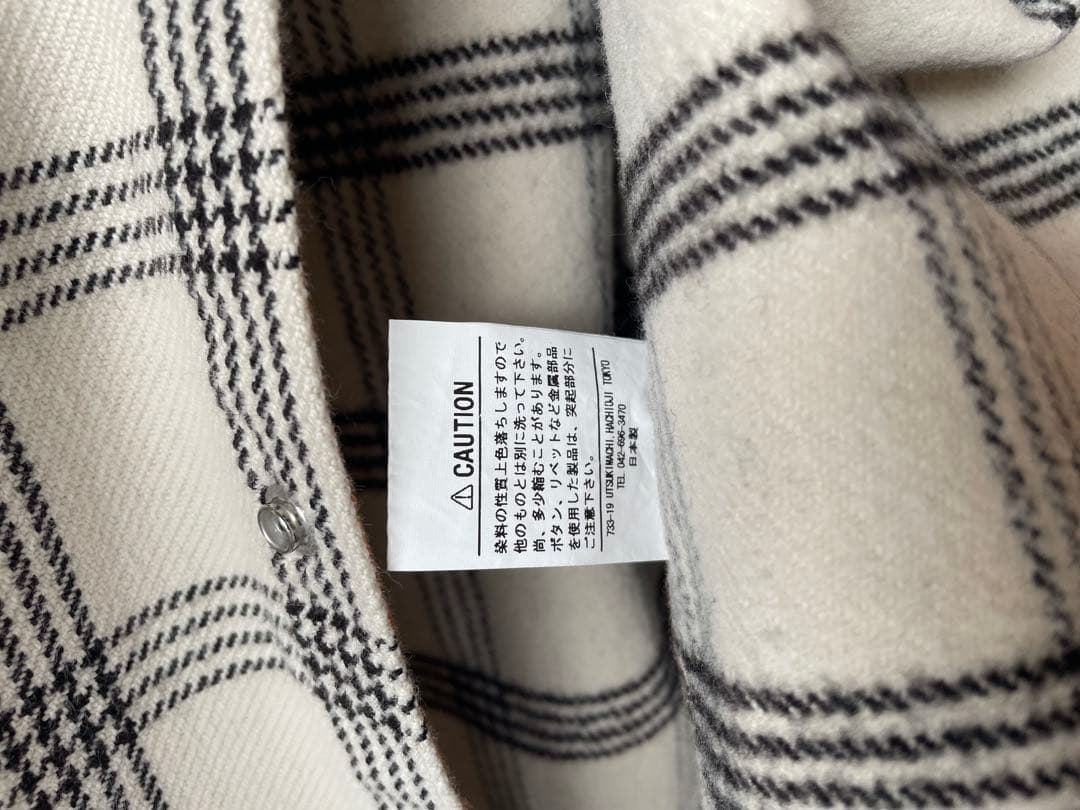 ⚠ CAUTION
染料の性質上色落ちしますので
他のものとは別に洗って下さい。
尚、多少縮むことがあります。
ボタン、リベットなど金属部品
を使用した製品は、突起部分に
ご注意下さい。
733-19 UTSUKIMACHI.HACHIOJI TOKYO
TEL 042-696-3470
日本製